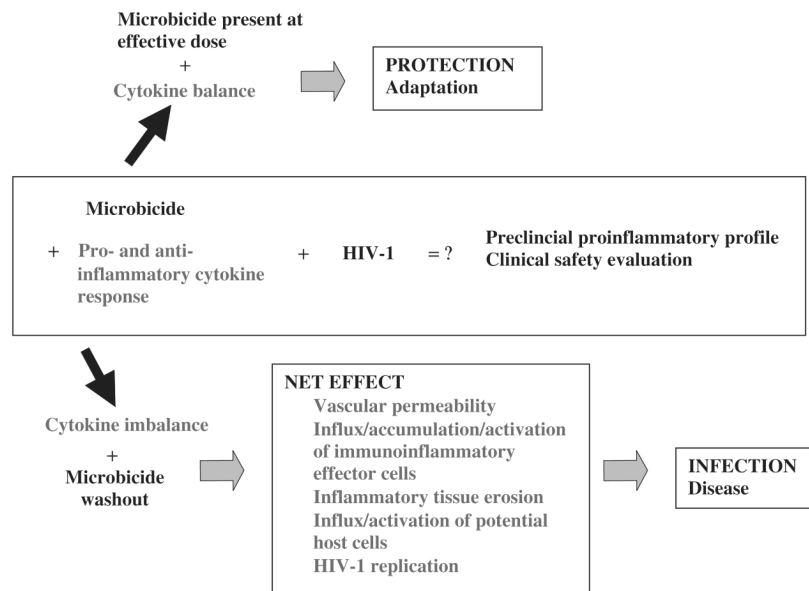 Microbicide present at
effective dose
+
Cytokine balance
PROTECTION
Adaptation
Microbicide
+ Pro- and anti-
inflammatory cytokine
response
+ HIV-1 = ?
Preclincial proinflammatory profile
Clinical safety evaluation
Cytokine imbalance
+
Microbicide
washout
NET EFFECT
Vascular permeability
Influx/accumulation/activation
of immunoinflammatory
effector cells
Inflammatory tissue erosion
Influx/activation of potential
host cells
HIV-1 replication
INFECTION
Disease